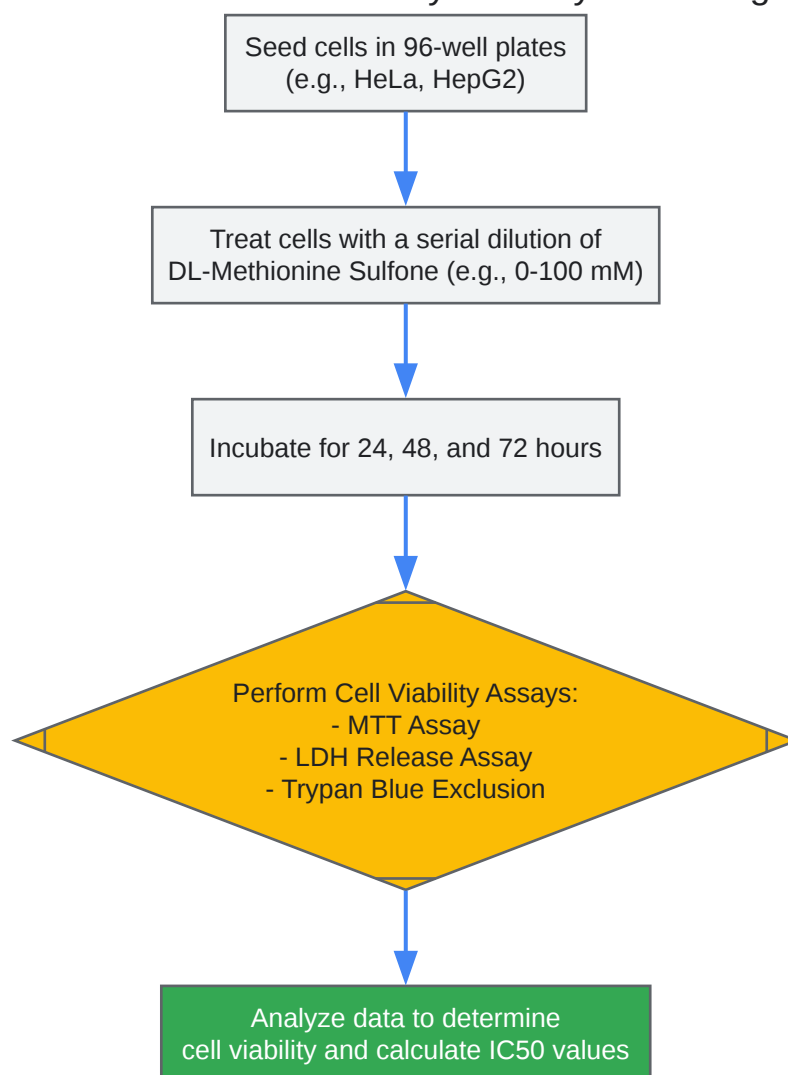 Seed cells in 96-well plates
(e.g., HeLa, HepG2)
Treat cells with a serial dilution of
DL-Methionine Sulfone (e.g., 0-100 mM)
Incubate for 24, 48, and 72 hours
Perform Cell Viability Assays:
- MTT Assay
- LDH Release Assay
- Trypan Blue Exclusion
Analyze data to determine
cell viability and calculate IC50 values